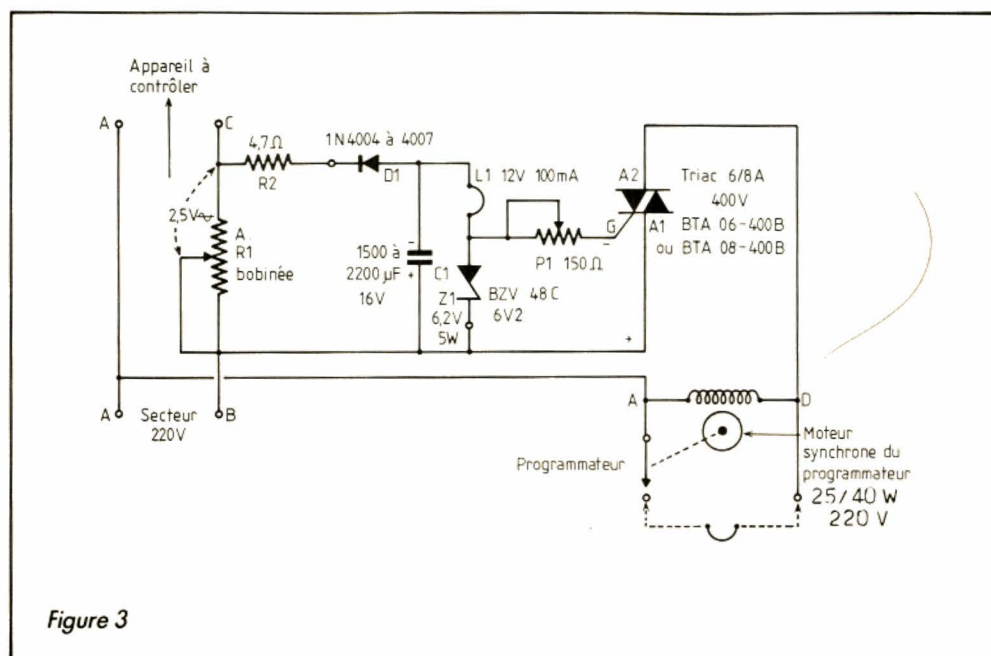 Appareil à
contrôler
A
C
4,7Ω
R2
1N4004 à 4007
D1
L1 12V 100mA
A2
Triac 6/8A
400V
A1
BTA 06-400B
ou BTA 08-400B
G
-
2,5V~
A
R1
bobinée
1500 à
2200 µF
16V
-
+
C1
P1 150Ω
Z1
6,2V
5W
BZV 48C
6V2
+
A
Secteur
220V
B
A
D
Programmateur
Moteur
synchrone du
programmateur
25/40 W
220 V
Figure 3